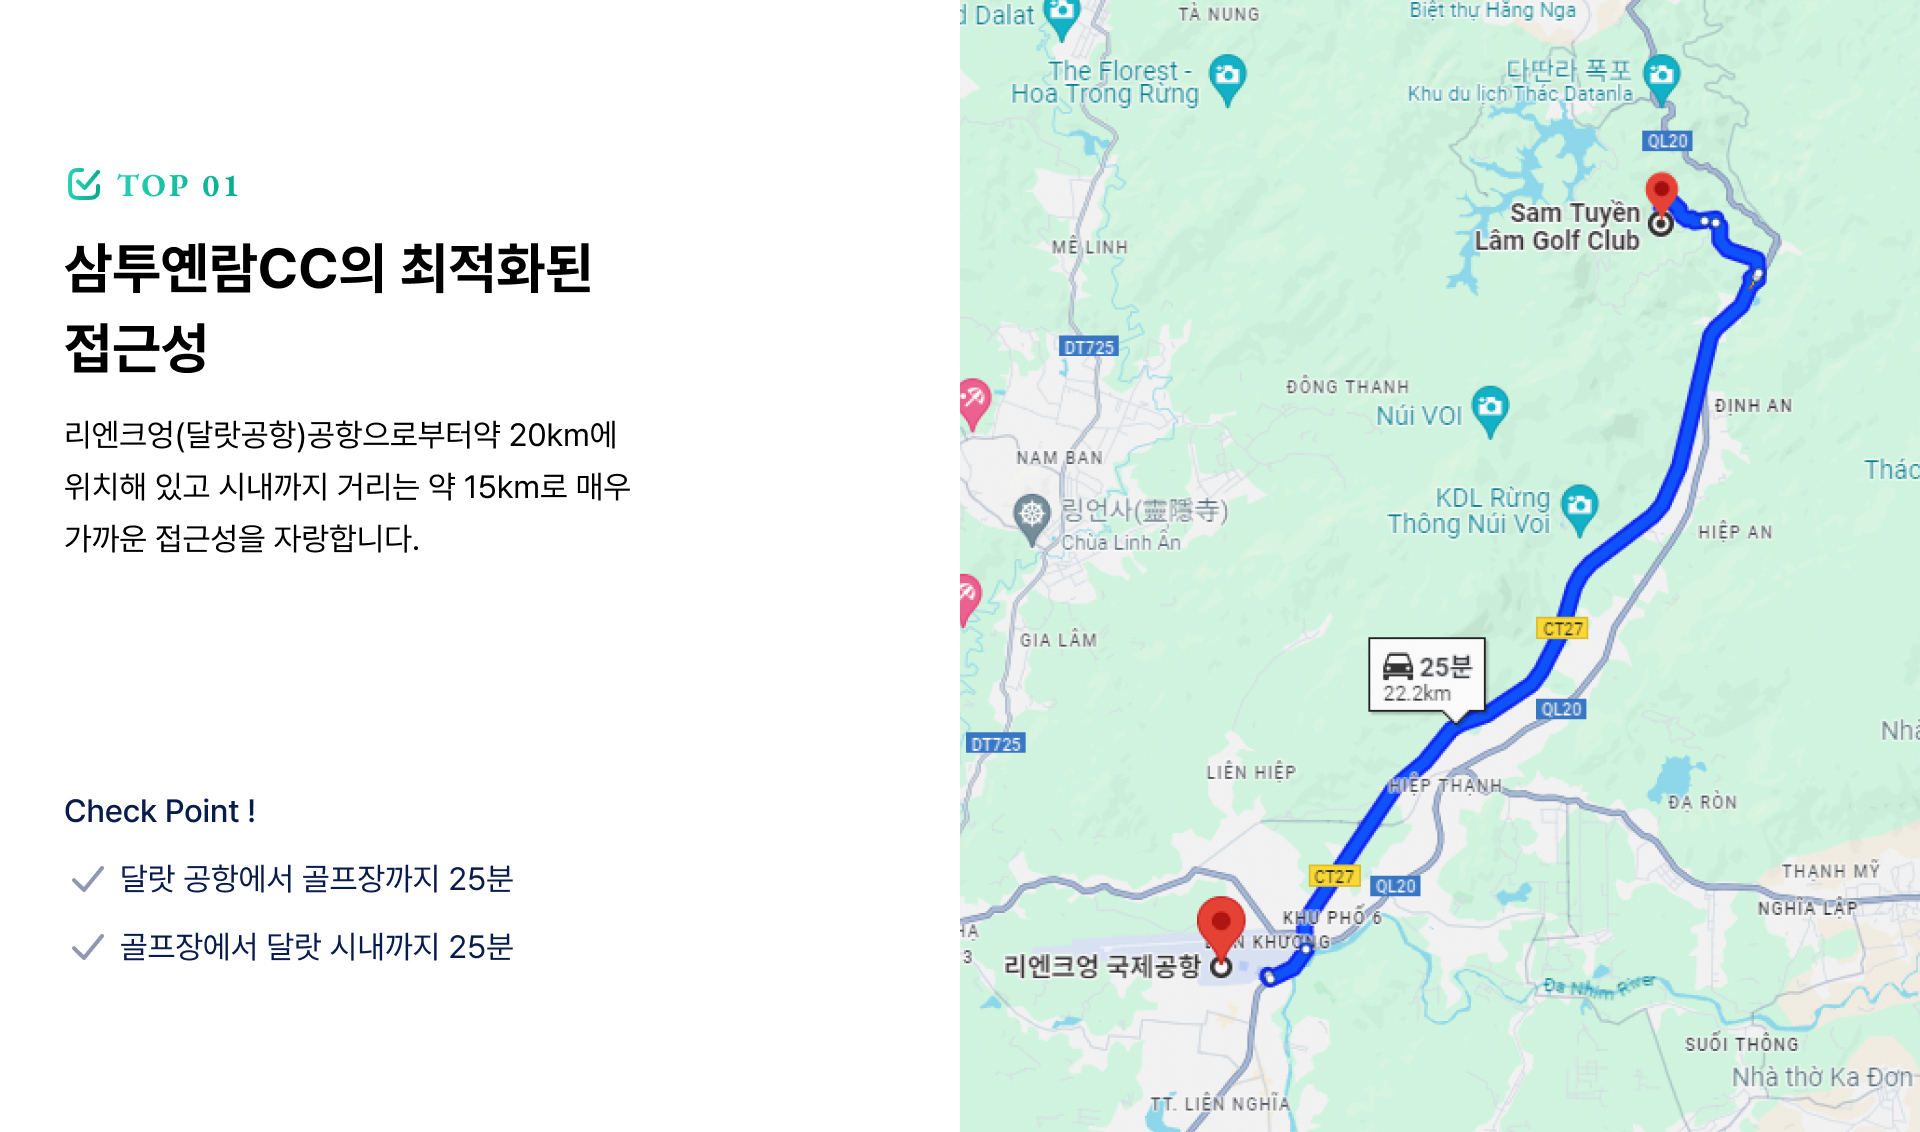 TOP 01
삼투옌람CC의 최적화된
접근성
리엔크엉(달랏공항)공항으로부터약 20km에
위치해 있고 시내까지 거리는 약 15km로 매우
가까운 접근성을 자랑합니다.
Check Point !
달랏 공항에서 골프장까지 25분
골프장에서 달랏 시내까지 25분
d Dalat
TÀ NUNG
Biệt thự Hằng Nga
The Florest -
Hoa Trong Rừng
다딴라 폭포
Khu du lịch Thác Datanla
QL20
Sam Tuyền
Lâm Golf Club
MÊ LINH
DT725
ĐÔNG THANH
Núi VOI
ĐỊNH AN
NAM BAN
Thác
KDL Rừng
Thông Núi Voi
링언사(靈隱寺)
Chùa Linh Ẩn
HIỆP AN
GIA LÂM
CT27
25분
22.2km
QL20
Nhà
DT725
LIÊN HIỆP
HIỆP THẠNH
ĐẠ RÒN
CT27
QL20
THẠNH MỸ
NGHĨA LẬP
KHU PHỐ 6
HẠ
3
N KHƯƠNG
리엔크엉 국제공항
Đa Nhim River
SUỐI THÔNG
Nhà thờ Ka Đơn
TT. LIÊN NGHĨA